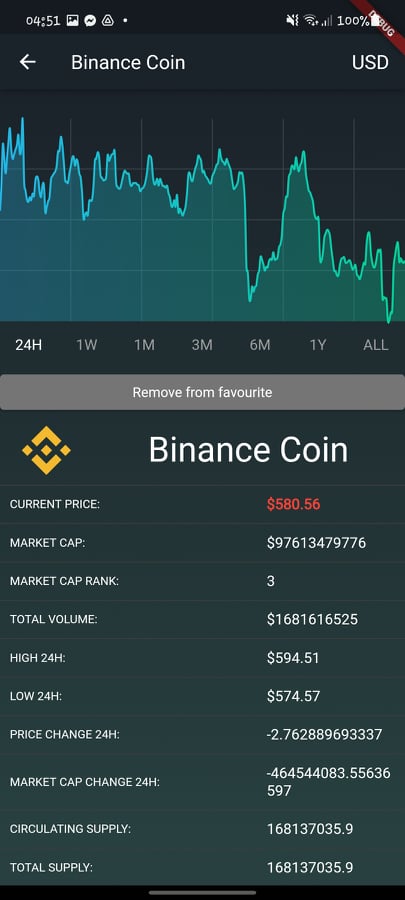 04:51 100%
DEBUG
Binance Coin USD
24H 1W 1M 3M 6M 1Y ALL
Remove from favourite
Binance Coin
CURRENT PRICE: $580.56
MARKET CAP: $97613479776
MARKET CAP RANK: 3
TOTAL VOLUME: $1681616525
HIGH 24H: $594.51
LOW 24H: $574.57
PRICE CHANGE 24H: -2.762889693337
MARKET CAP CHANGE 24H: -464544083.55636
597
CIRCULATING SUPPLY: 168137035.9
TOTAL SUPPLY: 168137035.9